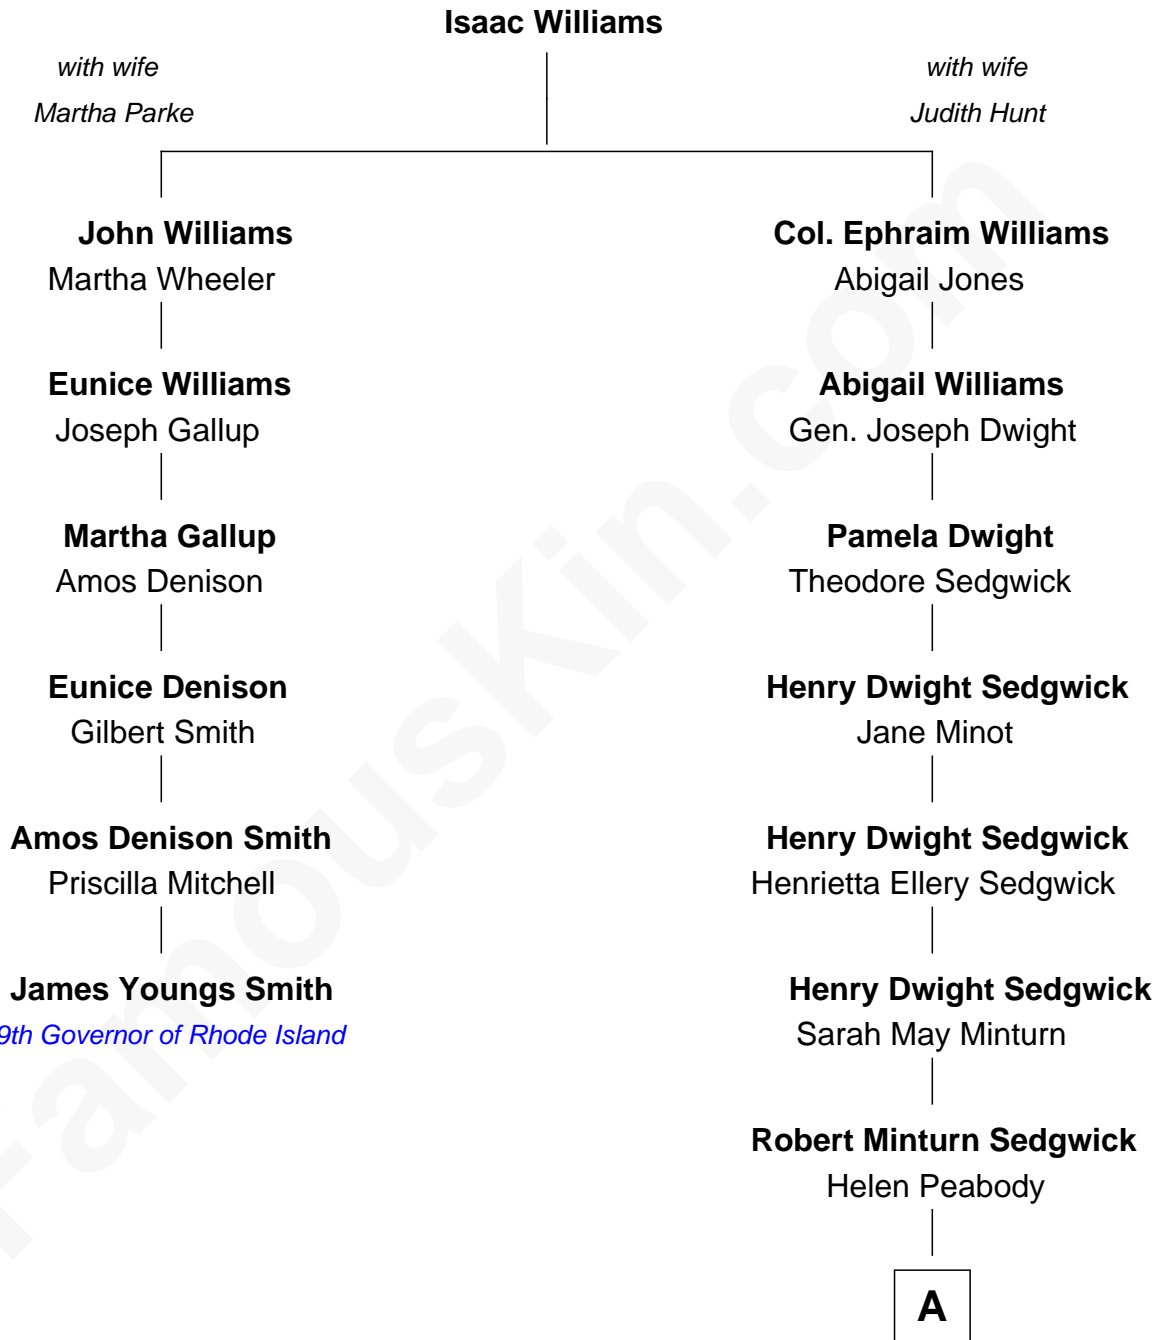 Isaac Williams
with wife
Martha Parke
with wife
Judith Hunt
John Williams
Martha Wheeler
Eunice Williams
Joseph Gallup
Martha Gallup
Amos Denison
Eunice Denison
Gilbert Smith
Amos Denison Smith
Priscilla Mitchell
James Youngs Smith
9th Governor of Rhode Island
Col. Ephraim Williams
Abigail Jones
Abigail Williams
Gen. Joseph Dwight
Pamela Dwight
Theodore Sedgwick
Henry Dwight Sedgwick
Jane Minot
Henry Dwight Sedgwick
Henrietta Ellery Sedgwick
Henry Dwight Sedgwick
Sarah May Minturn
Robert Minturn Sedgwick
Helen Peabody
A
FamousKin.com